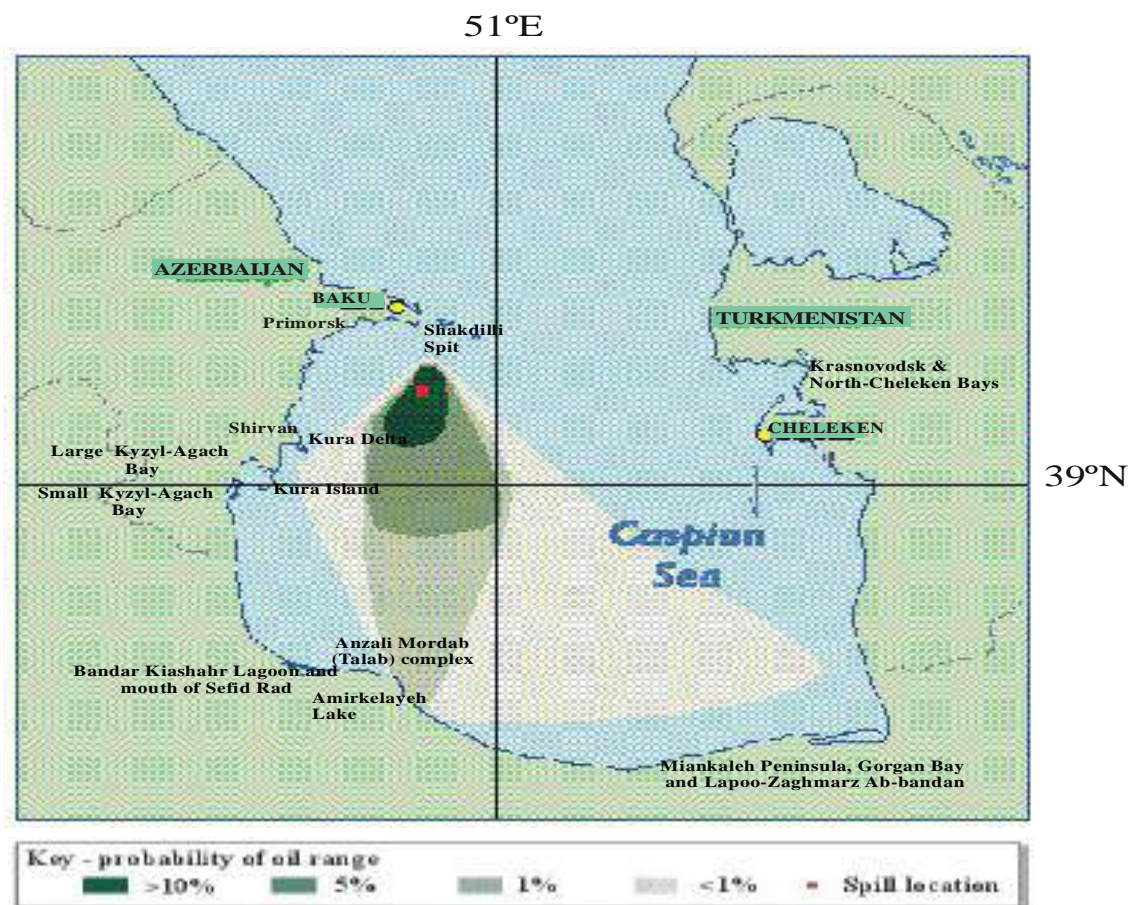 51ºE
AZERBAIJAN
BAKU
Primorsk
Shakdilli
Spit
TURKMENISTAN
Krasnovodsk &
North-Cheleken Bays
CHELEKEN
Shirvan
Kura Delta
Large Kyzyl-Agach
Bay
Small Kyzyl-Agach
Bay
Kura Island
39ºN
Caspian
Sea
Anzali Mordab
(Talab) complex
Bandar Kiashahr Lagoon and
mouth of Sefid Rad
Amirkelayeh
Lake
Miankaleh Peninsula, Gorgan Bay
and Lapoo-Zaghmarz Ab-bandan
Key - probability of oil range
>10% 5% 1% <1% Spill location